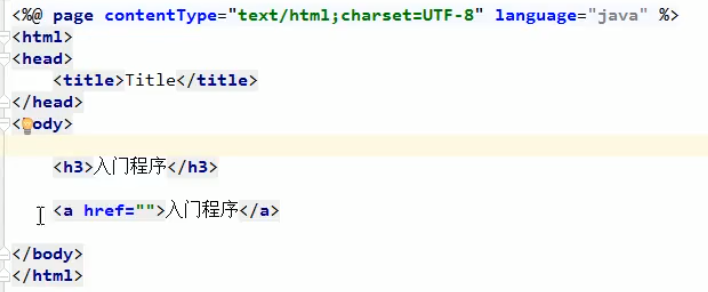 <%@ page contentType="text/html;charset=UTF-8" language="java" %>
<html>
<head>
    <title>Title</title>
</head>
<body>
    <h3>入门程序</h3>
    <a href="">入门程序</a>
</body>
</html>